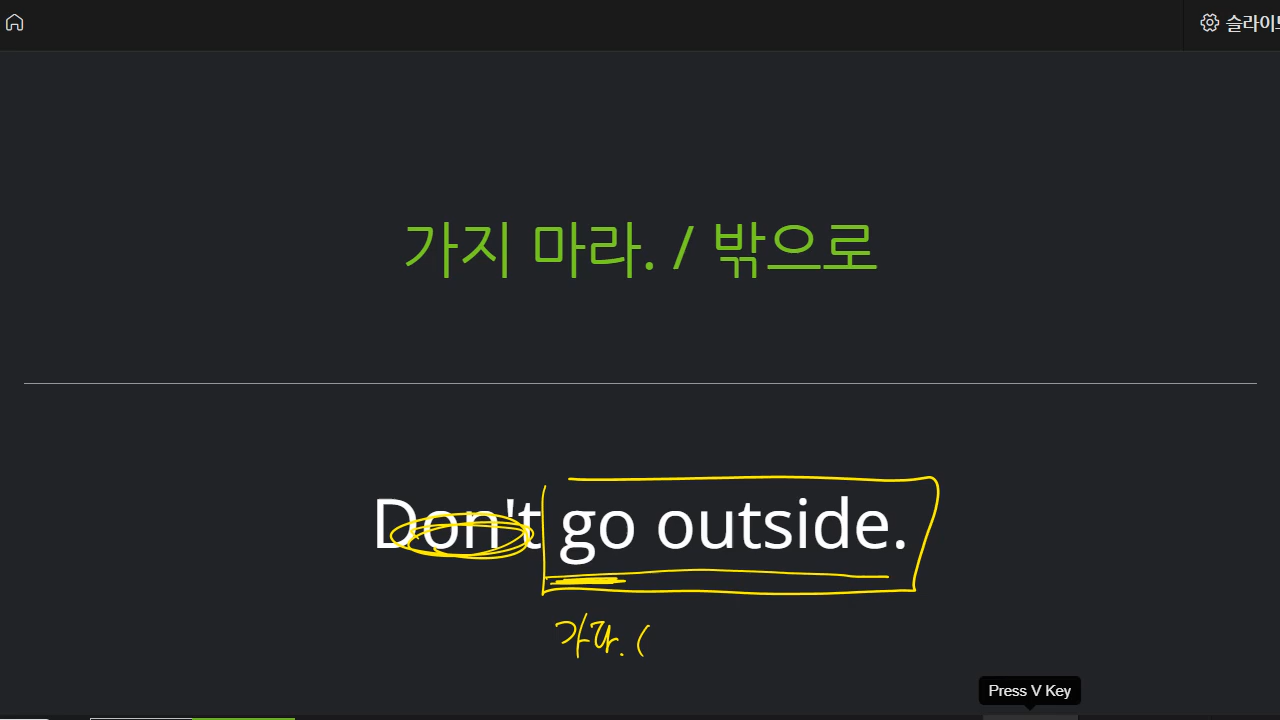 슬라이드
가지 마라. / 밖으로
Don't go outside.
가라. (
Press V Key